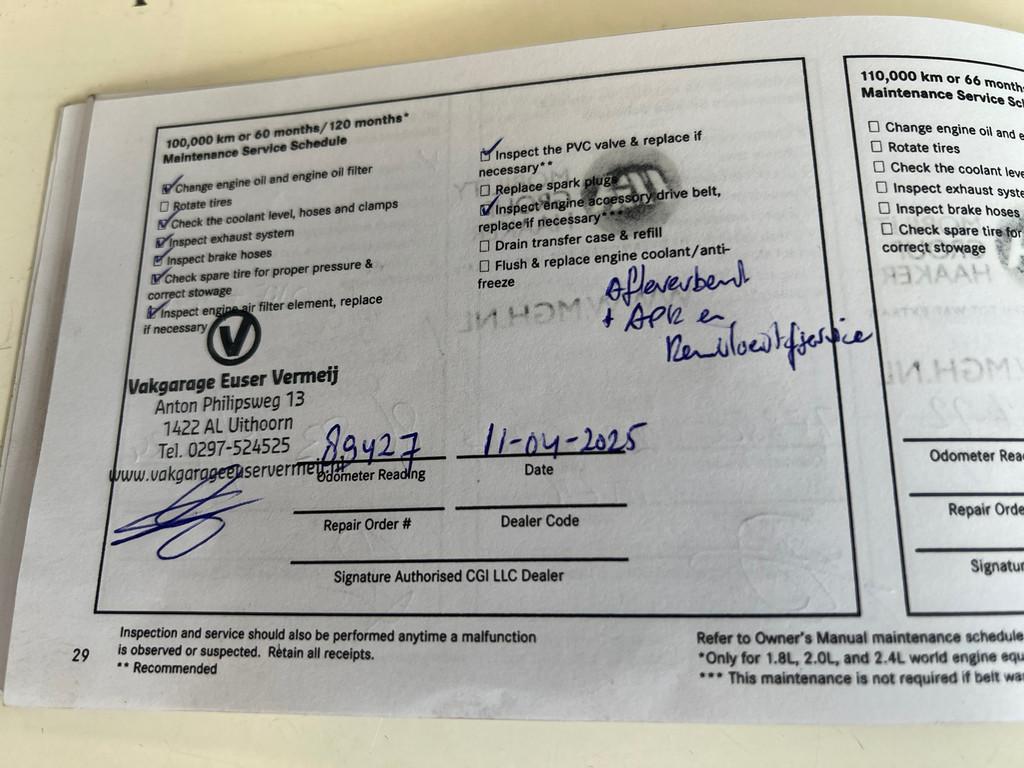 100,000 km or 60 months/120 months*
Maintenance Service Schedule
Change engine oil and engine oil filter
Rotate tires
Check the coolant level, hoses and clamps
Inspect exhaust system
Inspect brake hoses
Check spare tire for proper pressure &
correct stowage
Inspect engine air filter element, replace
if necessary
Inspect the PVC valve & replace if
necessary**
Replace spark plugs
Inspect engine accessory drive belt,
replace if necessary***
Drain transfer case & refill
Flush & replace engine coolant/anti-
freeze
Afleverbeurt
+ APK en
Remvloeistofservice
Vakgarage Euser Vermeij
Anton Philipsweg 13
1422 AL Uithoorn
Tel. 0297-524525
www.vakgarageeuservermeij.nl
89427
11-04-2025
Odometer Reading
Date
Repair Order #
Dealer Code
Signature Authorised CGI LLC Dealer
Inspection and service should also be performed anytime a malfunction
is observed or suspected. Retain all receipts.
** Recommended
29
110,000 km or 66 month
Maintenance Service Sc
Change engine oil and e
Rotate tires
Check the coolant leve
Inspect exhaust syste
Inspect brake hoses
Check spare tire for
correct stowage
Odometer Rea
Repair Orde
Signatur
Refer to Owner's Manual maintenance schedule
*Only for 1.8L, 2.0L, and 2.4L world engine equ
*** This maintenance is not required if belt wa